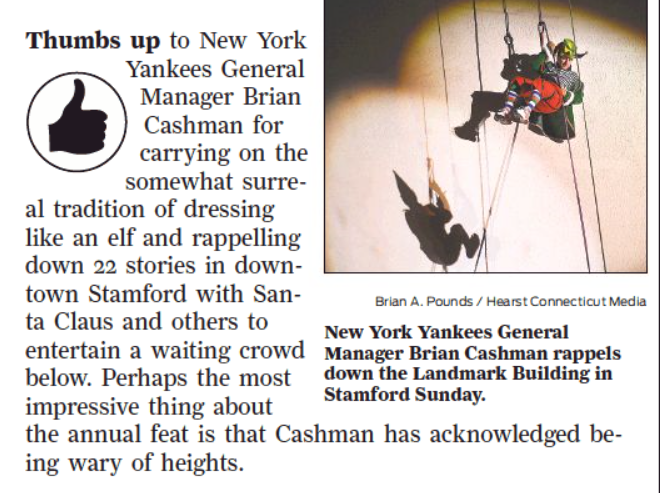 Thumbs up to New York
Yankees General
Manager Brian
Cashman for
carrying on the
somewhat surre-
al tradition of dressing
like an elf and rappelling
down 22 stories in down-
town Stamford with San-
ta Claus and others to
entertain a waiting crowd
below. Perhaps the most
impressive thing about
the annual feat is that Cashman has acknowledged be-
ing wary of heights.
Brian A. Pounds / Hearst Connecticut Media
New York Yankees General
Manager Brian Cashman rappels
down the Landmark Building in
Stamford Sunday.